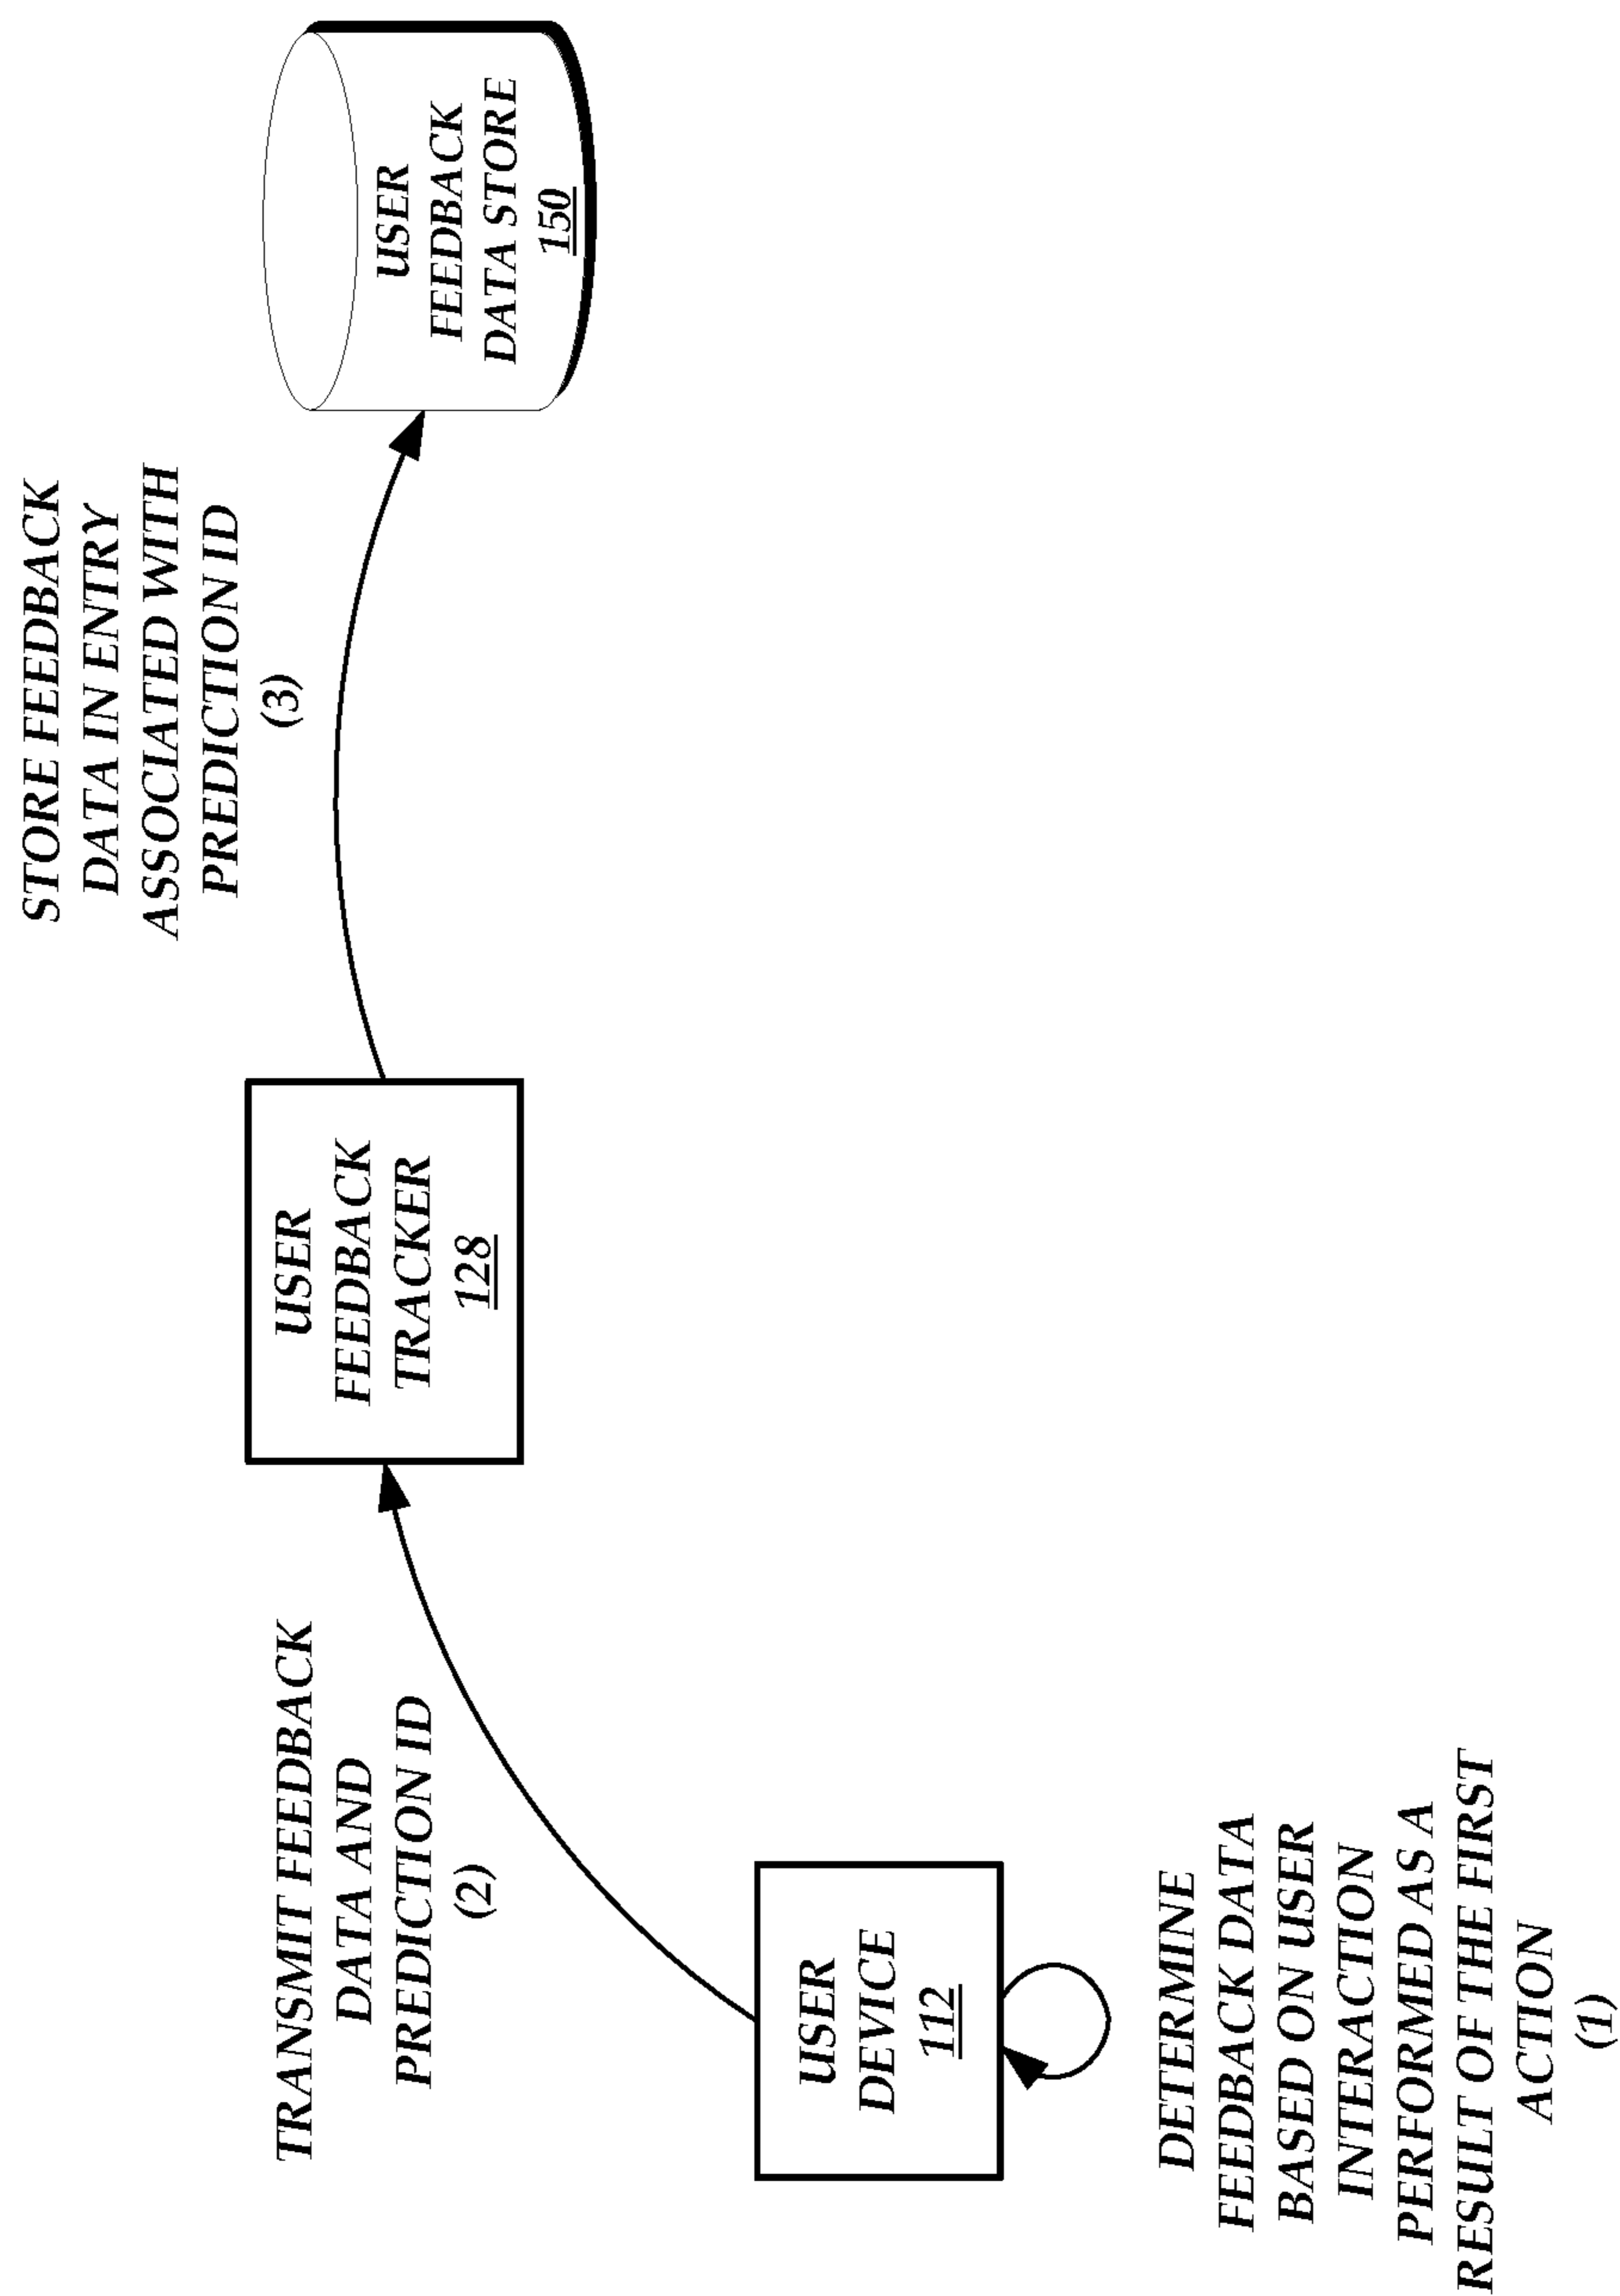 STORE FEEDBACK
DATA IN ENTRY
ASSOCIATED WITH
PREDICTION ID
(3)
USER
FEEDBACK
DATA STORE
150
USER
FEEDBACK
TRACKER
128
TRANSMIT FEEDBACK
DATA AND
PREDICTION ID
(2)
USER
DEVICE
112
DETERMINE
FEEDBACK DATA
BASED ON USER
INTERACTION
PERFORMED AS A
RESULT OF THE FIRST
ACTION
(1)